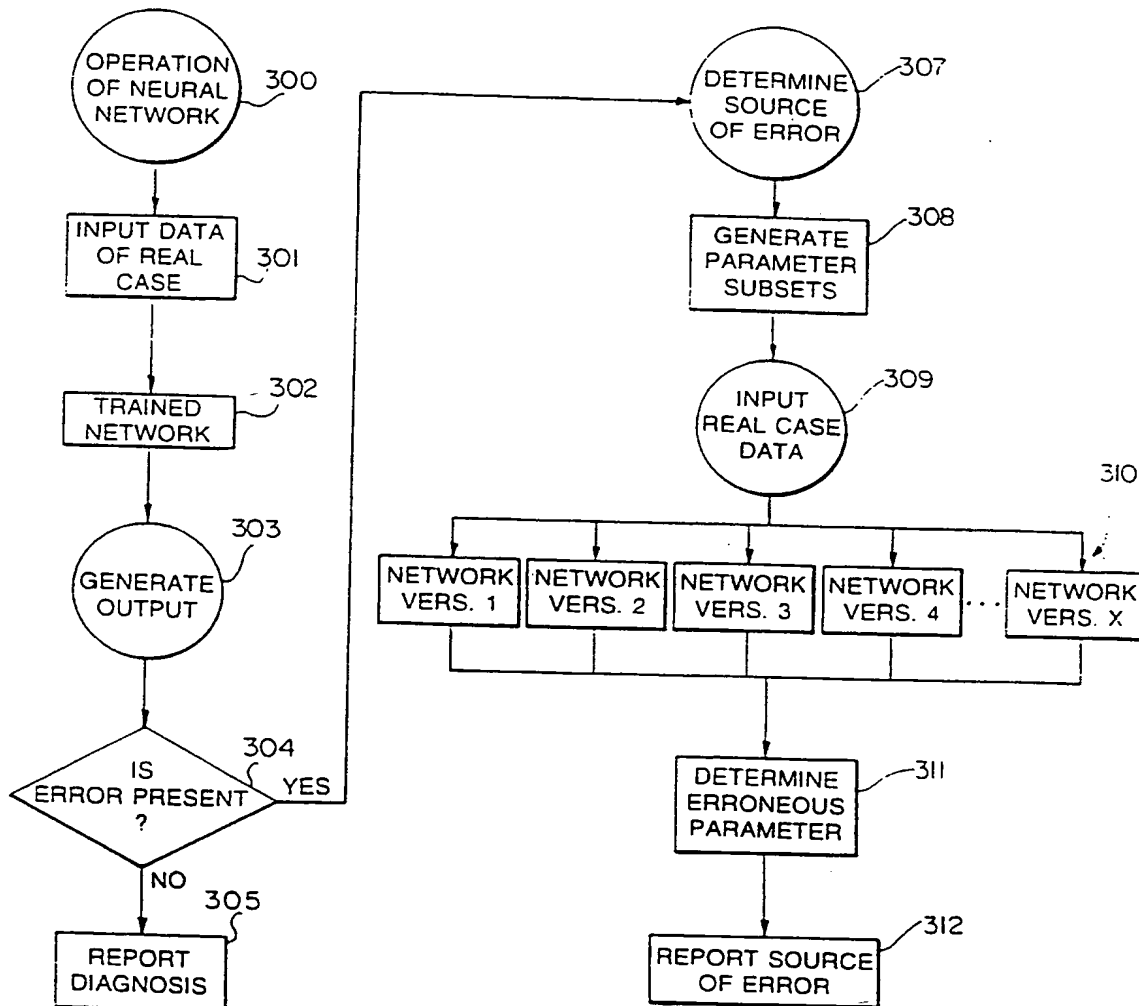 OPERATION
OF NEURAL
NETWORK
300
INPUT DATA
OF REAL
CASE
301
302
TRAINED
NETWORK
303
GENERATE
OUTPUT
304
IS
ERROR PRESENT
?
YES
NO
305
REPORT
DIAGNOSIS
307
DETERMINE
SOURCE
OF ERROR
308
GENERATE
PARAMETER
SUBSETS
309
INPUT
REAL CASE
DATA
310
NETWORK
VERS. 1
NETWORK
VERS. 2
NETWORK
VERS. 3
NETWORK
VERS. 4
....
NETWORK
VERS. X
311
DETERMINE
ERRONEOUS
PARAMETER
312
REPORT SOURCE
OF ERROR